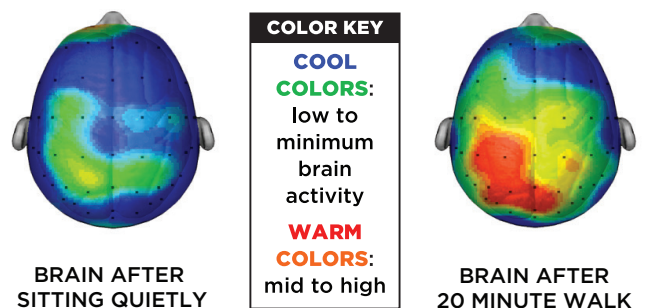 COLOR KEY
COOL
COLORS:
low to
minimum
brain
activity
WARM
COLORS:
mid to high
BRAIN AFTER
SITTING QUIETLY
BRAIN AFTER
20 MINUTE WALK